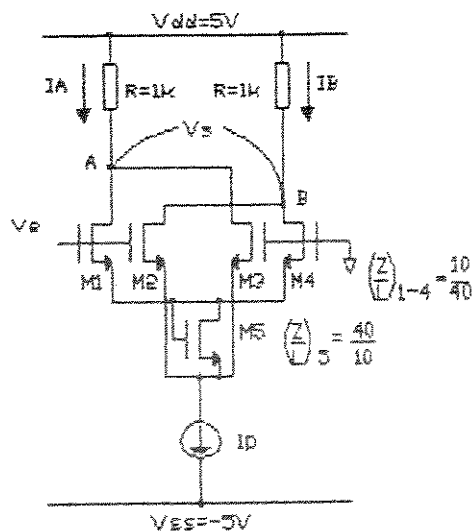 Vdd=5V
IA
R=1k
R=1k
IB
Vs
A
B
Ve
M1
M2
M3
M4
(Z/L)1-4 = 10/40
M5
(Z/L)5 = 40/10
ID
Vss=-5V